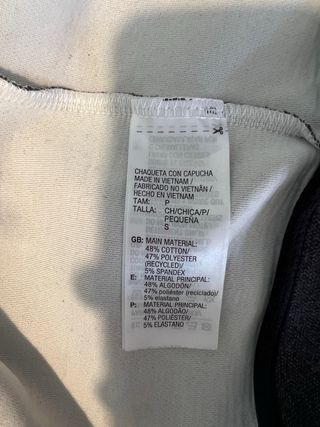 CHAQUETA CON CAPUCHA
MADE IN VIETNAM /
FABRICADO NO VIETNÃ /
HECHO EN VIETNAM
TAM: P
TALLA: CH/CHICA/P/
PEQUEÑA
S
GB: MAIN MATERIAL:
48% COTTON/
47% POLYESTER
(RECYCLED)/
5% SPANDEX
E: MATERIAL PRINCIPAL:
48% ALGODÓN/
47% poliéster (reciclado)/
5% elastano
P: MATERIAL PRINCIPAL:
48% ALGODÃO/
47% POLIÉSTER/
5% ELASTANO